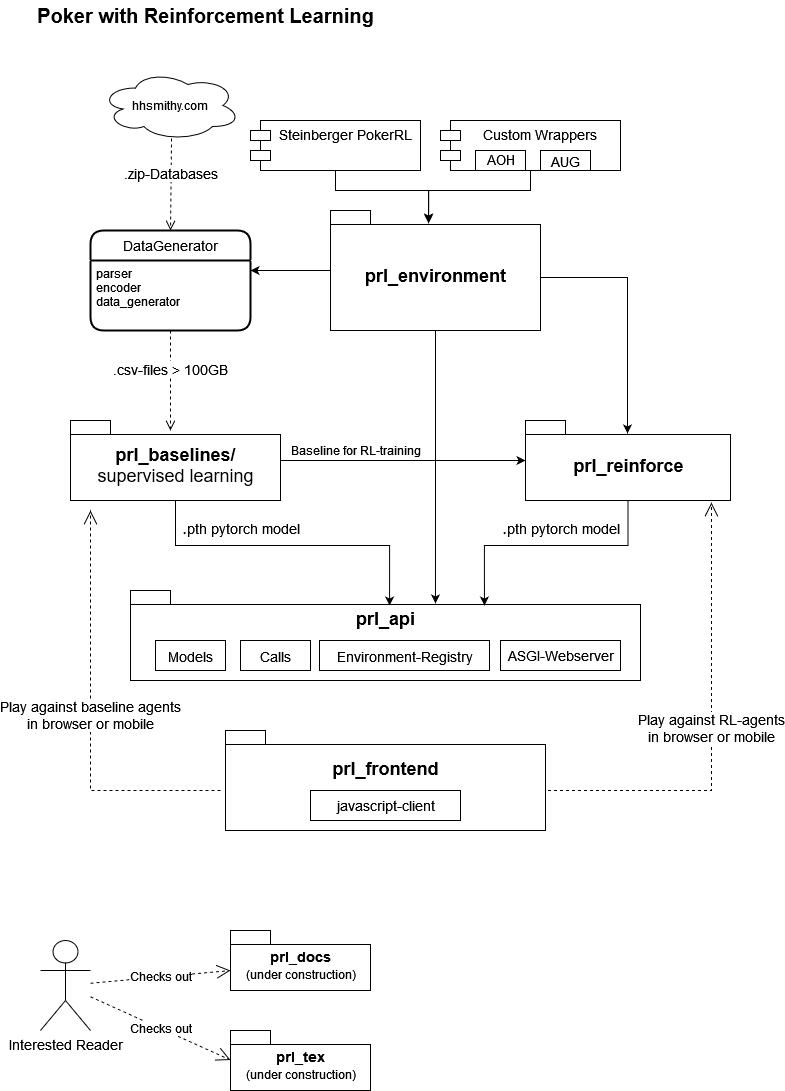 Poker with Reinforcement Learning
hhsmithy.com
Steinberger PokerRL
Custom Wrappers
AOH
AUG
.zip-Databases
DataGenerator
parser
encoder
data_generator
prl_environment
.csv-files > 100GB
prl_baselines/
supervised learning
Baseline for RL-training
prl_reinforce
.pth pytorch model
.pth pytorch model
prl_api
Models
Calls
Environment-Registry
ASGI-Webserver
Play against baseline agents
in browser or mobile
Play against RL-agents
in browser or mobile
prl_frontend
javascript-client
Interested Reader
Checks out
prl_docs
(under construction)
Checks out
prl_tex
(under construction)